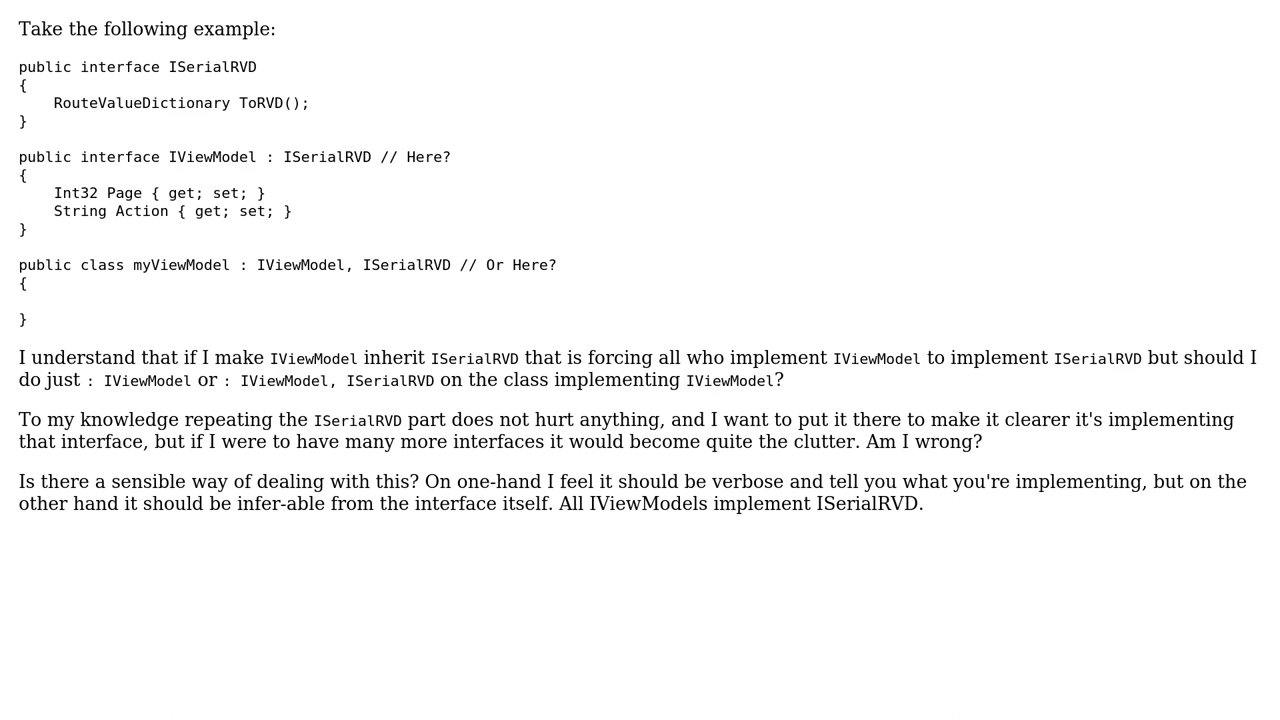 Take the following example:
public interface ISerialRVD
{
    RouteValueDictionary ToRVD();
}
public interface IViewModel : ISerialRVD // Here?
{
    Int32 Page { get; set; }
    String Action { get; set; }
}
public class myViewModel : IViewModel, ISerialRVD // Or Here?
{
}
I understand that if I make IViewModel inherit ISerialRVD that is forcing all who implement IViewModel to implement ISerialRVD but should I
do just : IViewModel or : IViewModel, ISerialRVD on the class implementing IViewModel?
To my knowledge repeating the ISerialRVD part does not hurt anything, and I want to put it there to make it clearer it's implementing
that interface, but if I were to have many more interfaces it would become quite the clutter. Am I wrong?
Is there a sensible way of dealing with this? On one-hand I feel it should be verbose and tell you what you're implementing, but on the
other hand it should be infer-able from the interface itself. All IViewModels implement ISerialRVD.